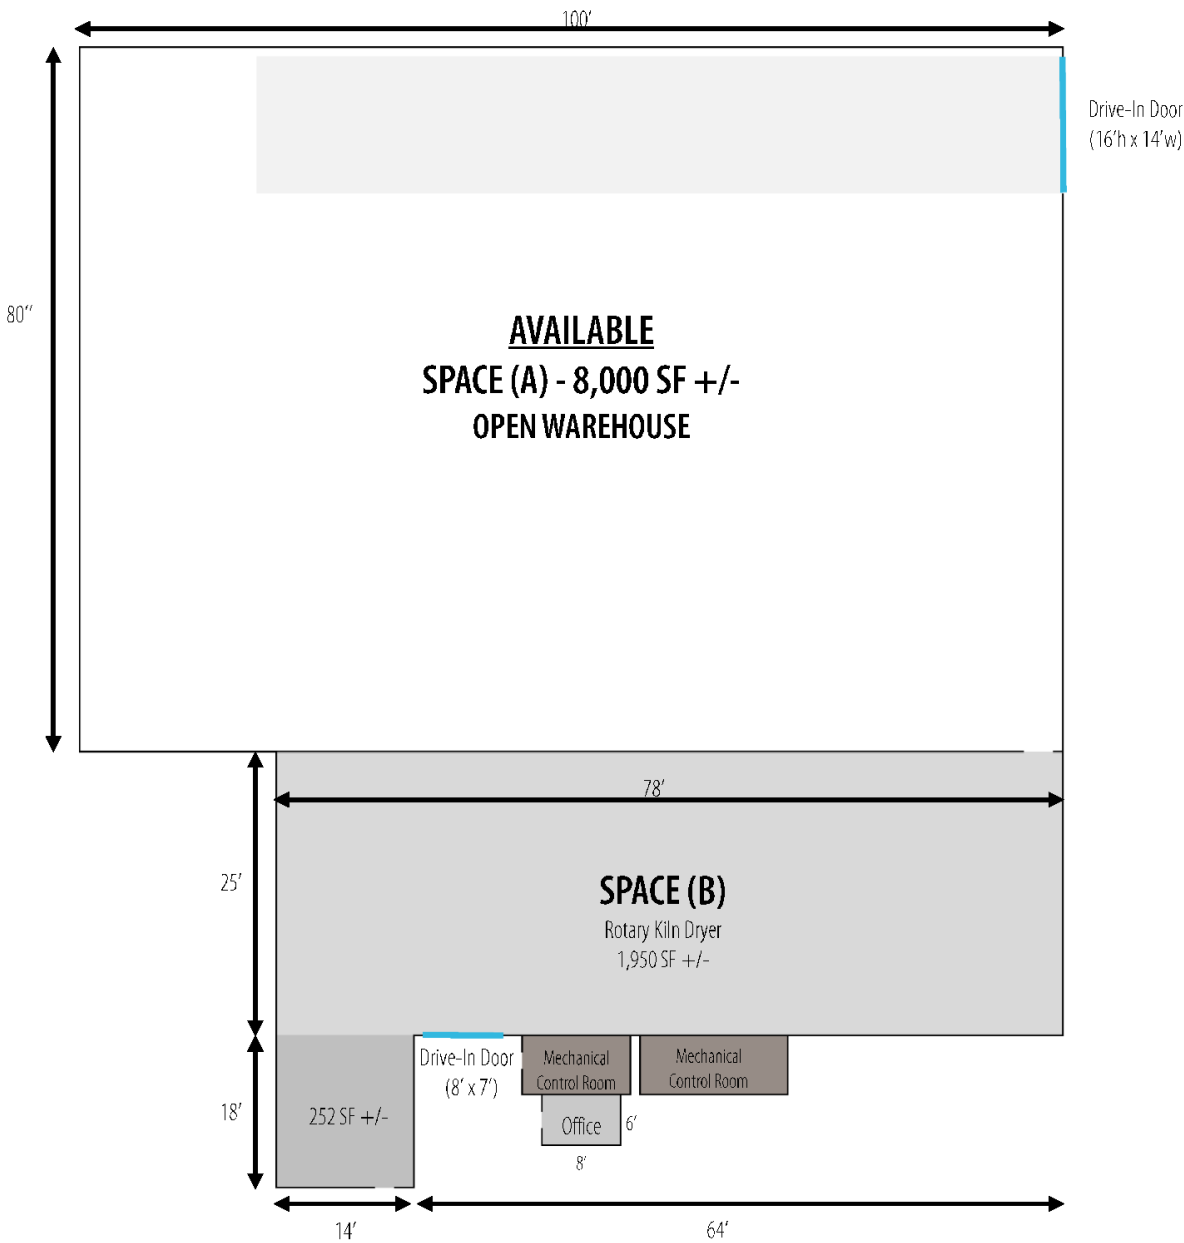 100'
Drive-In Door
(16'h x 14'w)
80''
AVAILABLE
SPACE (A) - 8,000 SF +/-
OPEN WAREHOUSE
78'
25'
SPACE (B)
Rotary Kiln Dryer
1,950 SF +/-
Drive-In Door
(8' x 7')
Mechanical
Control Room
Mechanical
Control Room
18'
252 SF +/-
Office
6'
8'
14'
64'